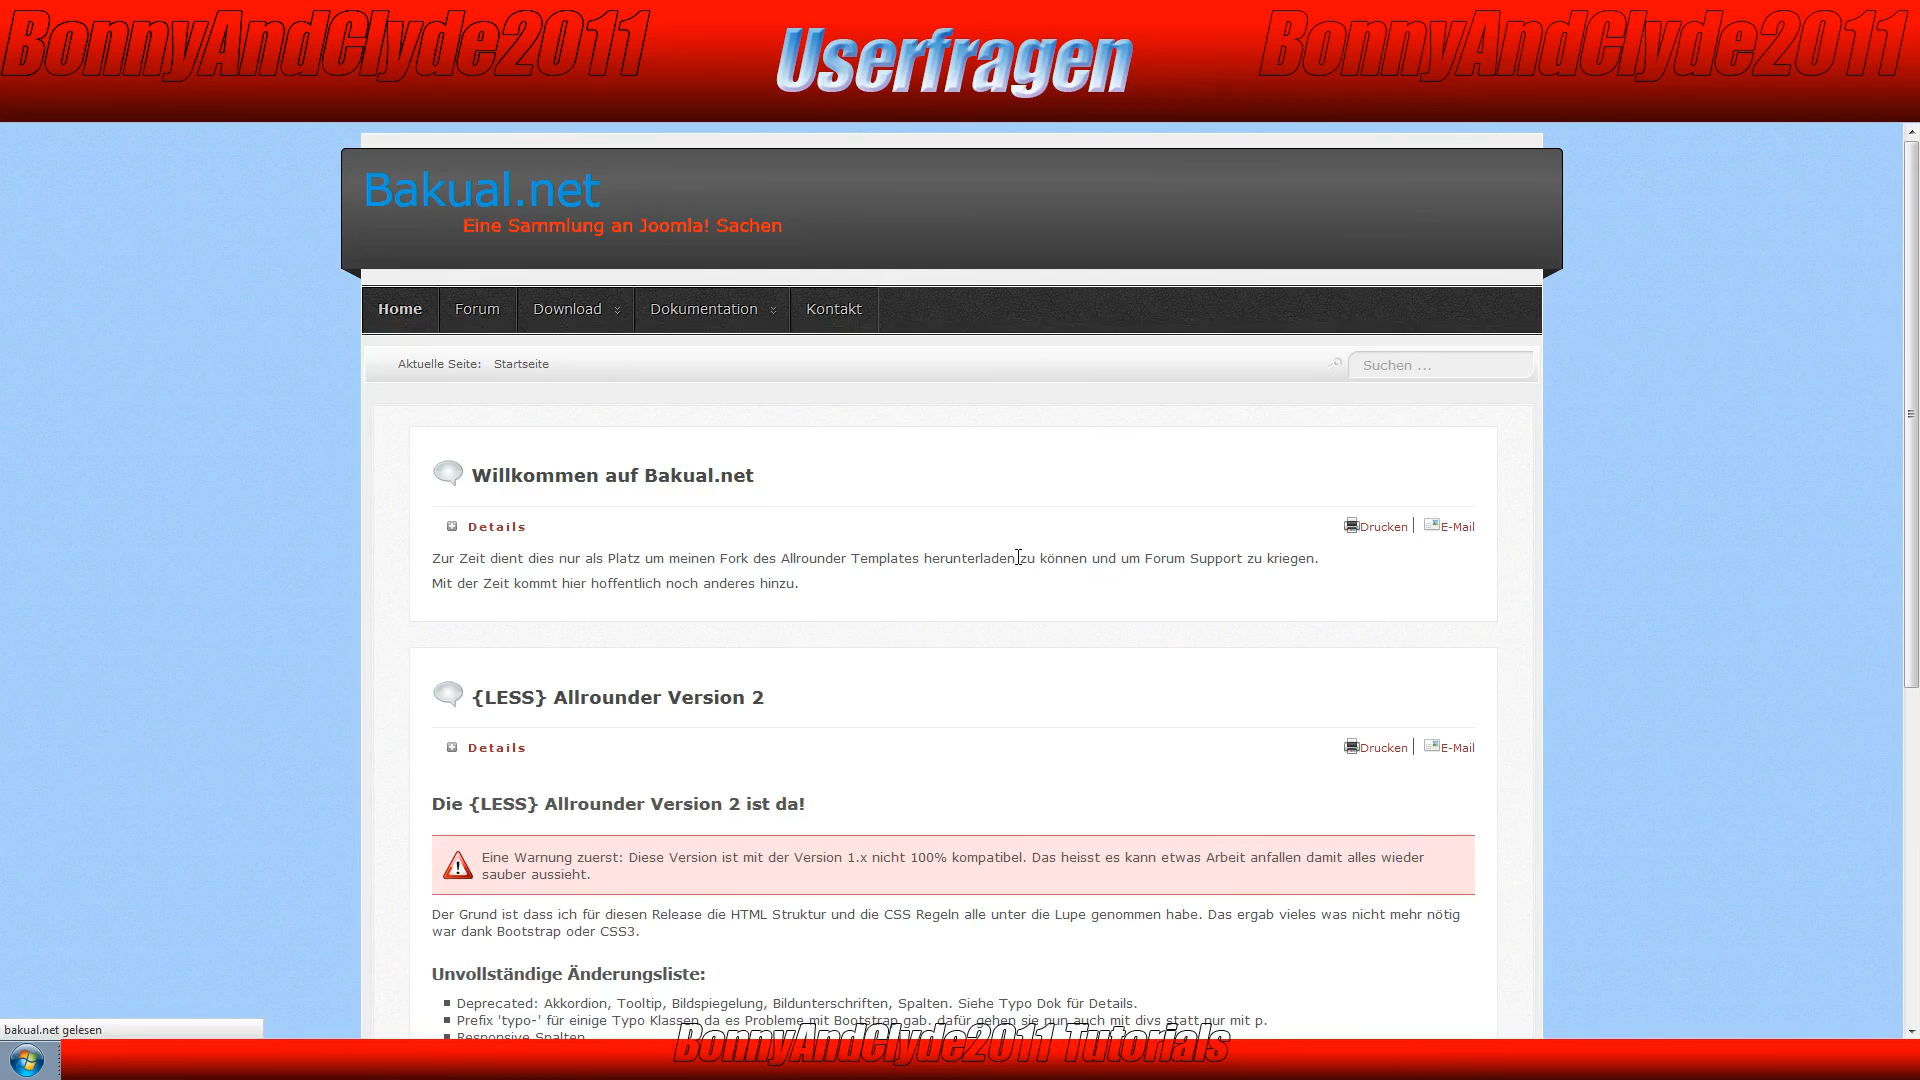 BonnyAndClyde2011
Userfragen
BonnyAndClyde2011
Bakual.net
Eine Sammlung an Joomla! Sachen
Home Forum Download Dokumentation Kontakt
Aktuelle Seite: Startseite
Suchen ...
Willkommen auf Bakual.net
Details
Drucken | E-Mail
Zur Zeit dient dies nur als Platz um meinen Fork des Allrounder Templates herunterladen zu können und um Forum Support zu kriegen.
Mit der Zeit kommt hier hoffentlich noch anderes hinzu.
{LESS} Allrounder Version 2
Details
Drucken | E-Mail
Die {LESS} Allrounder Version 2 ist da!
Eine Warnung zuerst: Diese Version ist mit der Version 1.x nicht 100% kompatibel. Das heisst es kann etwas Arbeit anfallen damit alles wieder
sauber aussieht.
Der Grund ist dass ich für diesen Release die HTML Struktur und die CSS Regeln alle unter die Lupe genommen habe. Das ergab vieles was nicht mehr nötig
war dank Bootstrap oder CSS3.
Unvollständige Änderungsliste:
Deprecated: Akkordion, Tooltip, Bildspiegelung, Bildunterschriften, Spalten. Siehe Typo Dok für Details.
Prefix 'typo-' für einige Typo Klassen da es Probleme mit Bootstrap gab. dafür gehen sie nun auch mit divs statt nur mit p.
Responsive Spalten
bakual.net gelesen
BonnyAndClyde2011 Tutorials